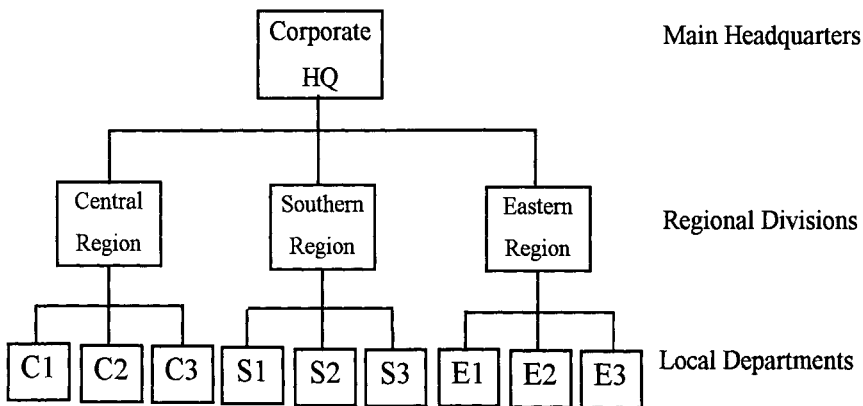 Corporate
HQ
Main Headquarters
Central
Region
Southern
Region
Eastern
Region
Regional Divisions
C1 C2 C3 S1 S2 S3 E1 E2 E3
Local Departments